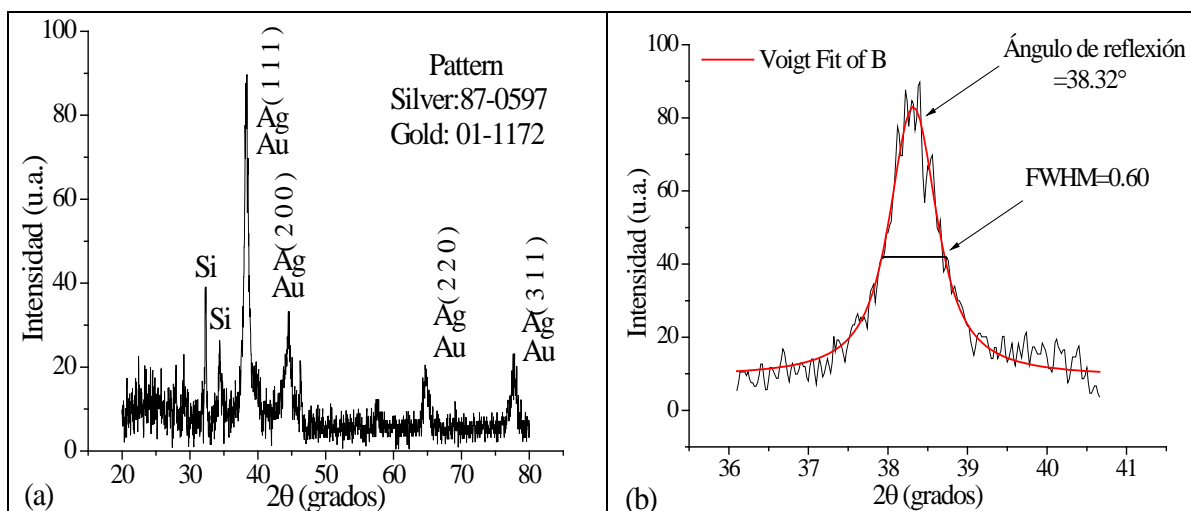 100
80
60
40
20
0
Intensidad (u.a.)
Pattern
Silver:87-0597
Gold: 01-1172
Ag (1 1 1)
Au
Si
Si
Ag (2 0 0)
Au
Ag (2 2 0)
Au
Ag (3 1 1)
Au
20 30 40 50 60 70 80
2θ (grados)
(a)
100
80
60
40
20
0
Intensidad (u.a.)
Voigt Fit of B
Ángulo de reflexión
=38.32°
FWHM=0.60
36 37 38 39 40 41
2θ (grados)
(b)